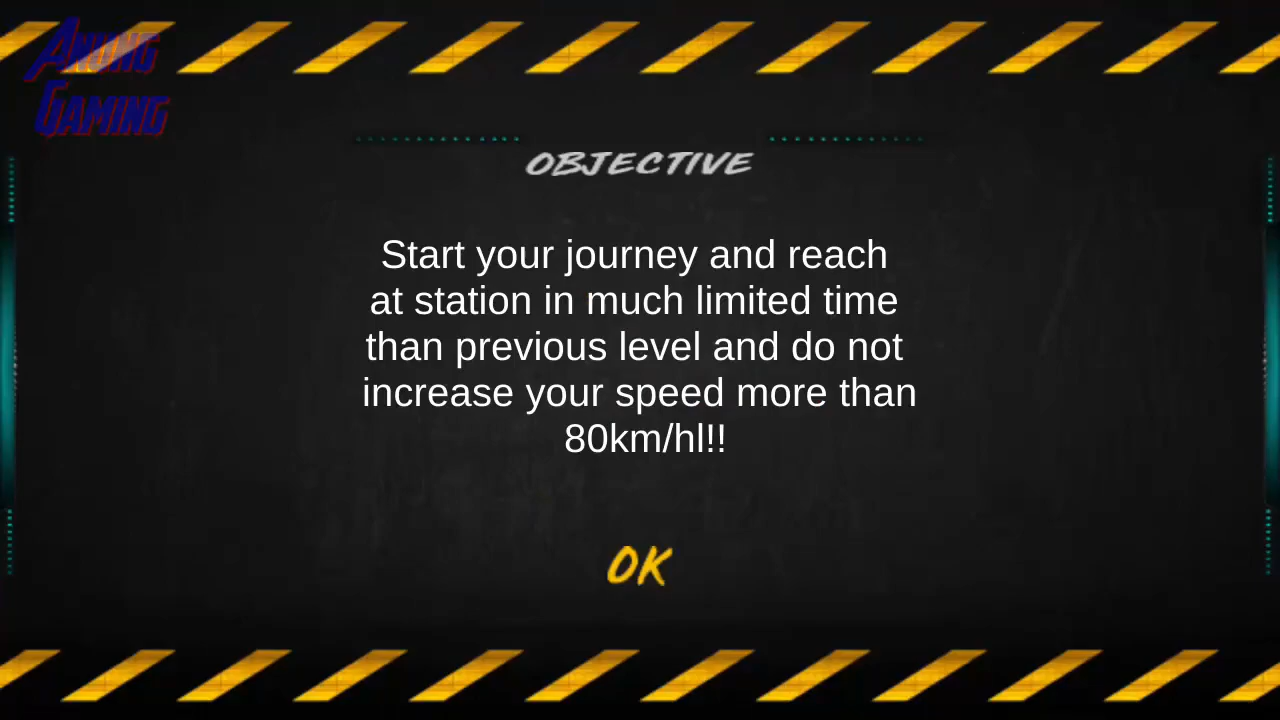 ANUNG
GAMING
OBJECTIVE
Start your journey and reach
at station in much limited time
than previous level and do not
increase your speed more than
80km/hl!!
OK